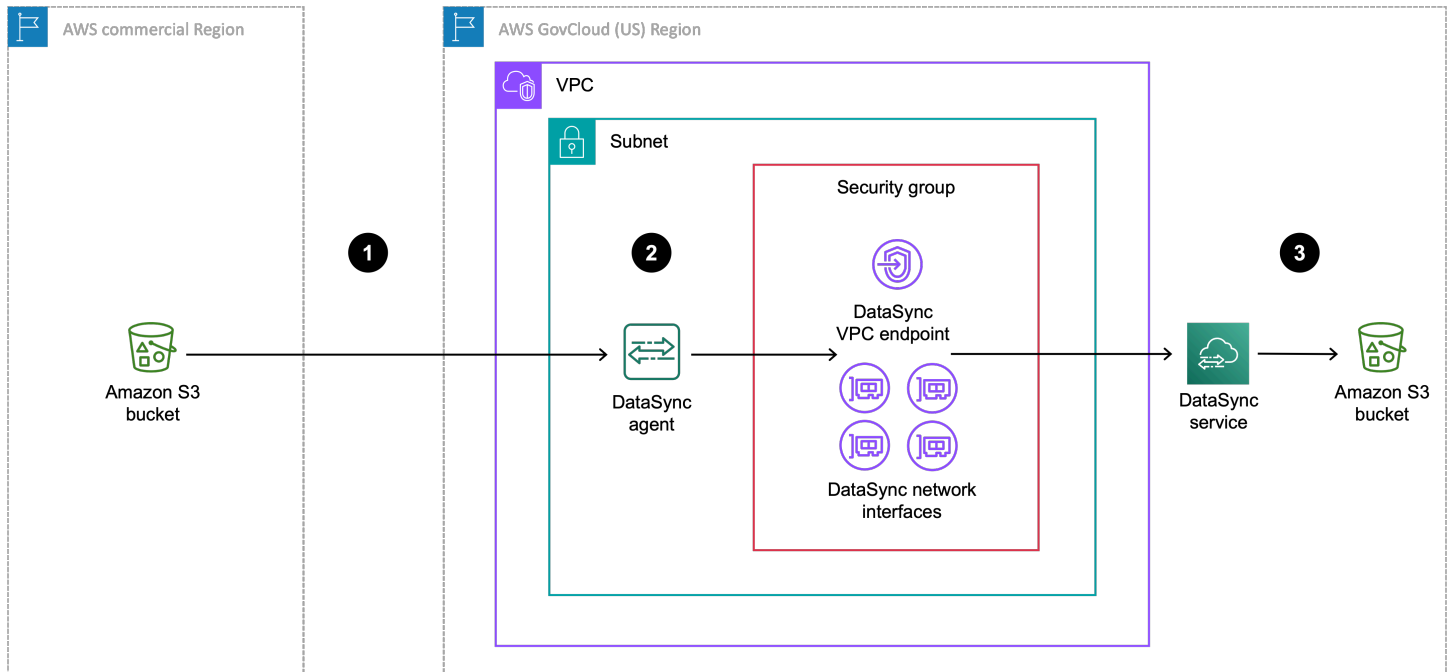 AWS commercial Region
AWS GovCloud (US) Region
VPC
Subnet
Security group
1
2
3
DataSync
VPC endpoint
Amazon S3
bucket
DataSync
agent
DataSync
service
Amazon S3
bucket
DataSync network
interfaces